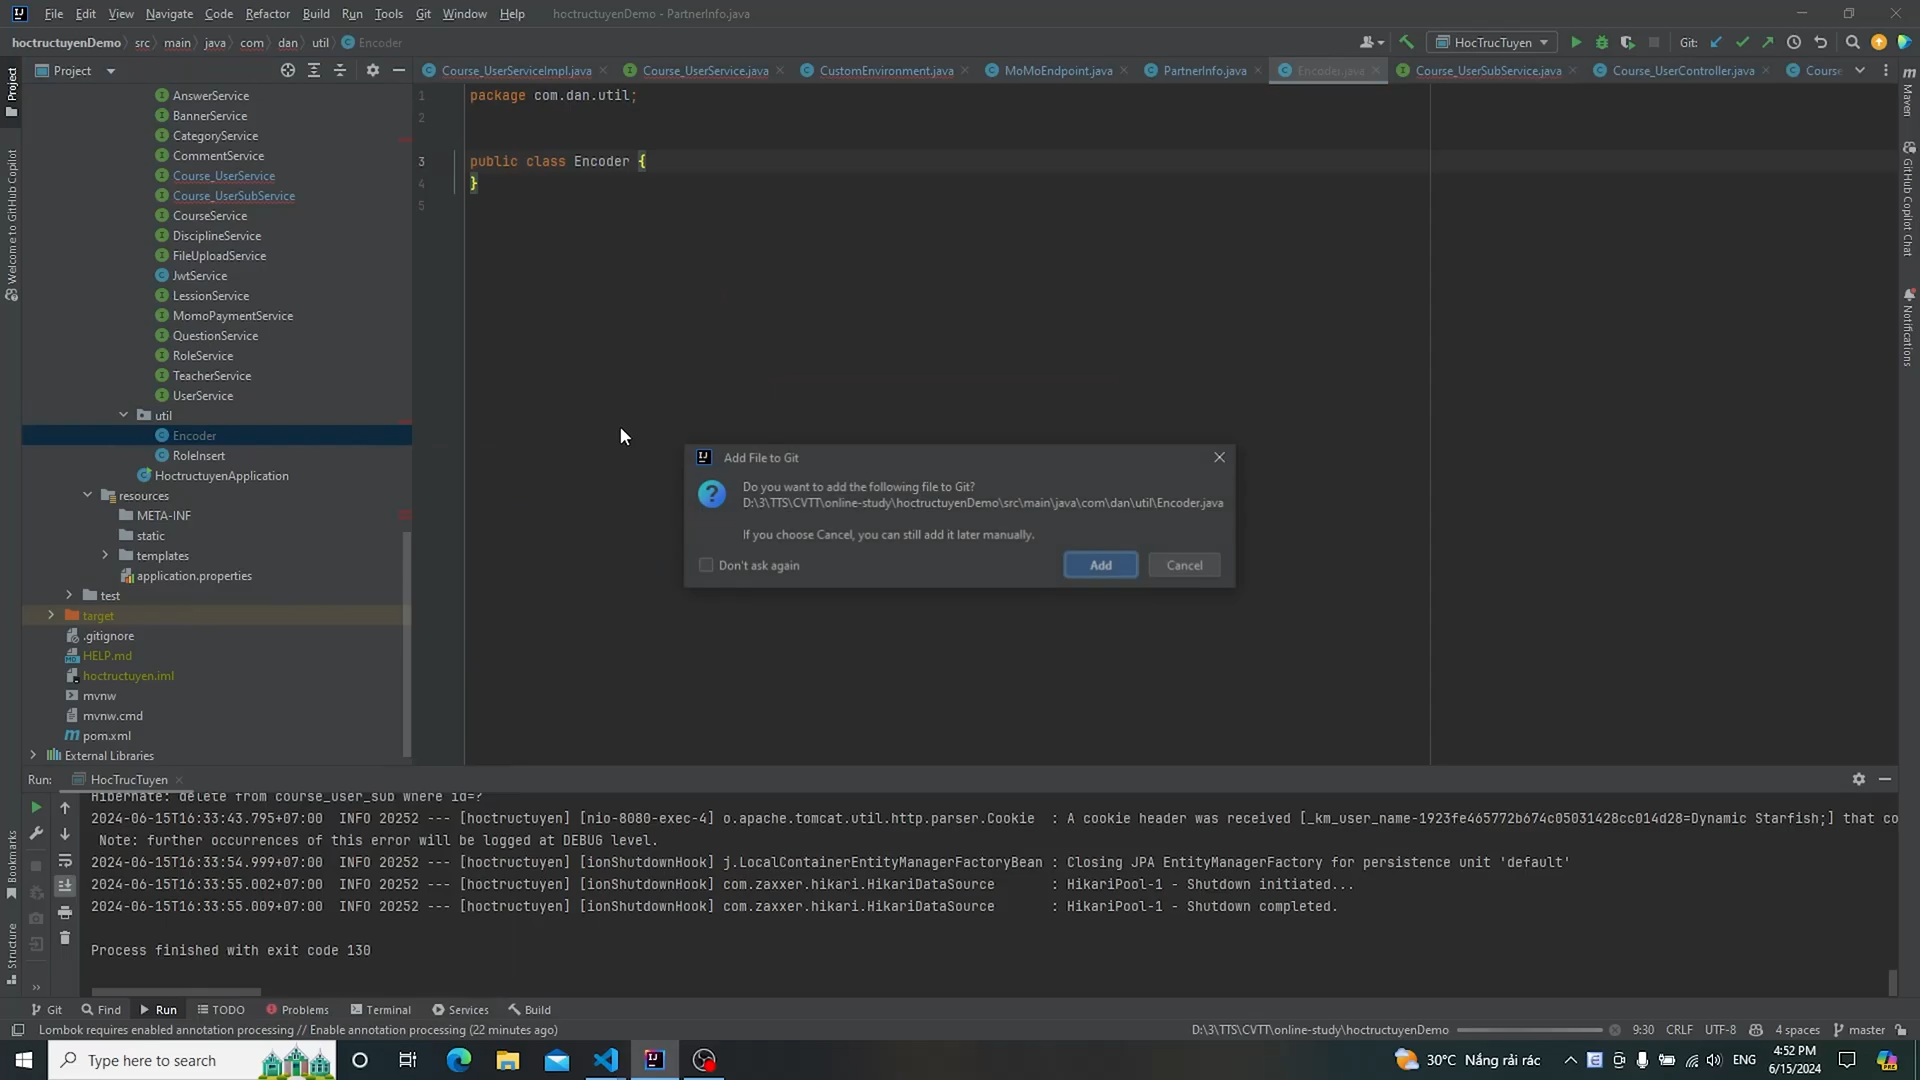 File Edit View Navigate Code Refactor Build Run Tools Git Window Help hoctructuyenDemo - PartnerInfo.java
hoctructuyenDemo src main java com dan util Encoder
HocTrucTuyen Git:
Project
Course_UserServiceImpl.java Course_UserService.java CustomEnvironment.java MoMoEndpoint.java PartnerInfo.java Encoder.java Course_UserSubService.java Course_UserController.java Course
Project
Welcome to GitHub Copilot
Bookmarks
Structure
Maven
GitHub Copilot Chat
Notifications
AnswerService
BannerService
CategoryService
CommentService
Course_UserService
Course_UserSubService
CourseService
DisciplineService
FileUploadService
JwtService
LessionService
MomoPaymentService
QuestionService
RoleService
TeacherService
UserService
util
Encoder
RoleInsert
HoctructuyenApplication
resources
META-INF
static
templates
application.properties
test
target
.gitignore
HELP.md
hoctructuyen.iml
mvnw
mvnw.cmd
pom.xml
External Libraries
1 package com.dan.util;
2
3 public class Encoder {
4 }
5
Add File to Git
Do you want to add the following file to Git?
D:\3\TTS\CVTT\online-study\hoctructuyenDemo\src\main\java\com\dan\util\Encoder.java
If you choose Cancel, you can still add it later manually.
Don't ask again Add Cancel
Run: HocTrucTuyen
Hibernate: delete from course_user_sub where id=?
2024-06-15T16:33:43.795+07:00 INFO 20252 --- [hoctructuyen] [nio-8080-exec-4] o.apache.tomcat.util.http.parser.Cookie : A cookie header was received [_km_user_name-1923fe465772b674c05031428cc014d28=Dynamic Starfish;] that co
Note: further occurrences of this error will be logged at DEBUG level.
2024-06-15T16:33:54.999+07:00 INFO 20252 --- [hoctructuyen] [ionShutdownHook] j.LocalContainerEntityManagerFactoryBean : Closing JPA EntityManagerFactory for persistence unit 'default'
2024-06-15T16:33:55.002+07:00 INFO 20252 --- [hoctructuyen] [ionShutdownHook] com.zaxxer.hikari.HikariDataSource : HikariPool-1 - Shutdown initiated...
2024-06-15T16:33:55.009+07:00 INFO 20252 --- [hoctructuyen] [ionShutdownHook] com.zaxxer.hikari.HikariDataSource : HikariPool-1 - Shutdown completed.
Process finished with exit code 130
Git Find Run TODO Problems Terminal Services Build
Lombok requires enabled annotation processing // Enable annotation processing (22 minutes ago) D:\3\TTS\CVTT\online-study\hoctructuyenDemo 9:30 CRLF UTF-8 4 spaces master
Type here to search 30°C Nắng rải rác ENG 4:52 PM
6/15/2024